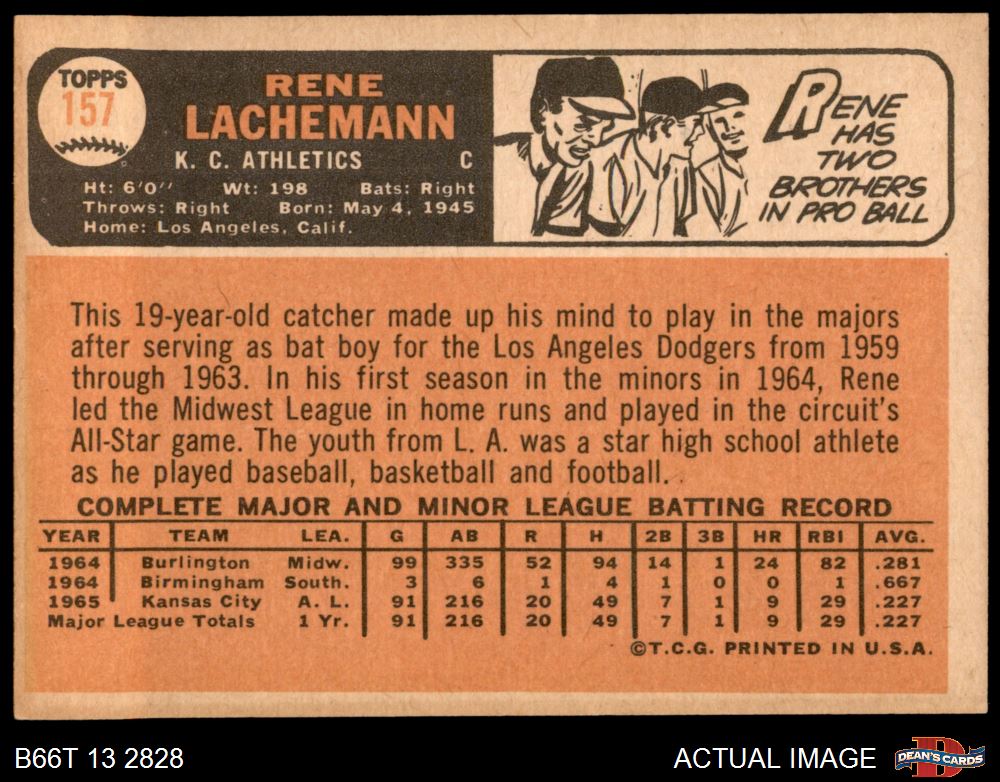 TOPPS
157
RENE
LACHEMANN
K. C. ATHLETICS C
Ht: 6'0" Wt: 198 Bats: Right
Throws: Right Born: May 4, 1945
Home: Los Angeles, Calif.
RENE
HAS
TWO
BROTHERS
IN PRO BALL
This 19-year-old catcher made up his mind to play in the majors
after serving as bat boy for the Los Angeles Dodgers from 1959
through 1963. In his first season in the minors in 1964, Rene
led the Midwest League in home runs and played in the circuit's
All-Star game. The youth from L. A. was a star high school athlete
as he played baseball, basketball and football.
COMPLETE MAJOR AND MINOR LEAGUE BATTING RECORD
YEAR TEAM LEA. G AB R H 2B 3B HR RBI AVG.
1964 Burlington Midw. 99 335 52 94 14 1 24 82 .281
1964 Birmingham South. 3 6 1 4 1 0 0 1 .667
1965 Kansas City A. L. 91 216 20 49 7 1 9 29 .227
Major League Totals 1 Yr. 91 216 20 49 7 1 9 29 .227
©T.C.G. PRINTED IN U.S.A.
B66T 13 2828 ACTUAL IMAGE D DEAN'S CARDS